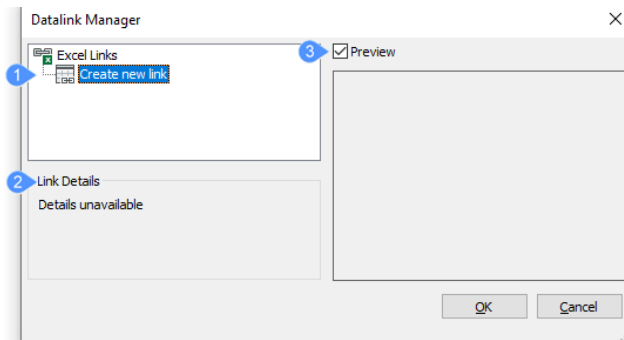 Datalink Manager
Excel Links
3 Preview
1 Create new link
2 Link Details
Details unavailable
OK Cancel